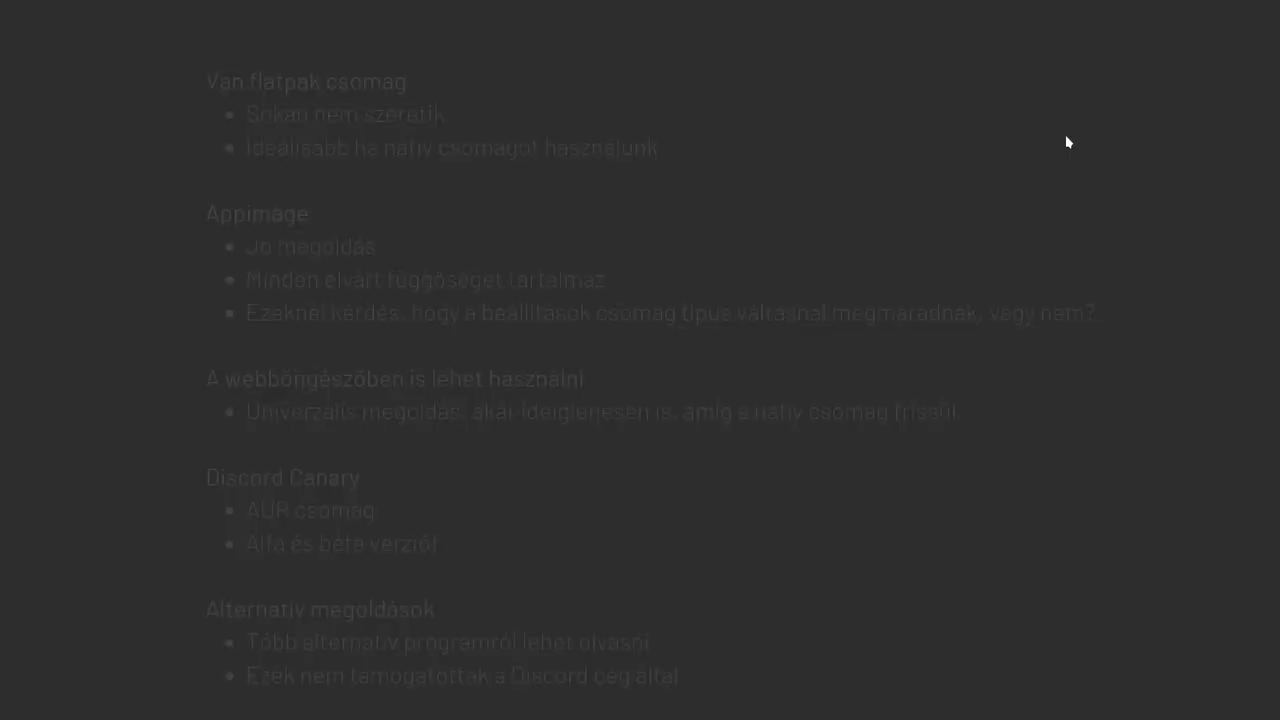 Van flatpak csomag
Sokan nem szeretik
Ideálisabb ha natív csomagot használunk
Appimage
Jó megoldás
Minden elvárt függőséget tartalmaz
Ezeknél kérdés, hogy a beállítások csomag típus váltásnál megmaradnak, vagy nem?
A webböngészőben is lehet használni
Univerzális megoldás, akár ideiglenesen is, amíg a natív csomag frissül
Discord Canary
AUR csomag
Alfa és béta verziói
Alternatív megoldások
Több alternatív programról lehet olvasni
Ezek nem támogatottak a Discord cég által